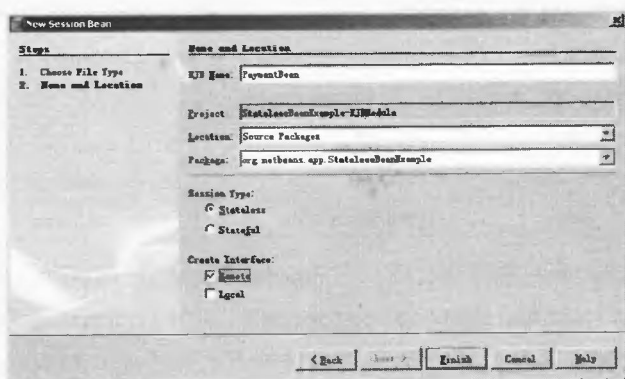 New Session Bean
Steps
1. Choose File Type
2. Name and Location
Name and Location
EJB Name: PaymentBean
Project: StatelessBeanExample-EJBModule
Location: Source Packages
Package: org.netbeans.app.StatelessBeanExample
Session Type:
Stateless
Stateful
Create Interface:
Remote
Local
< Back
Next >
Finish
Cancel
Help